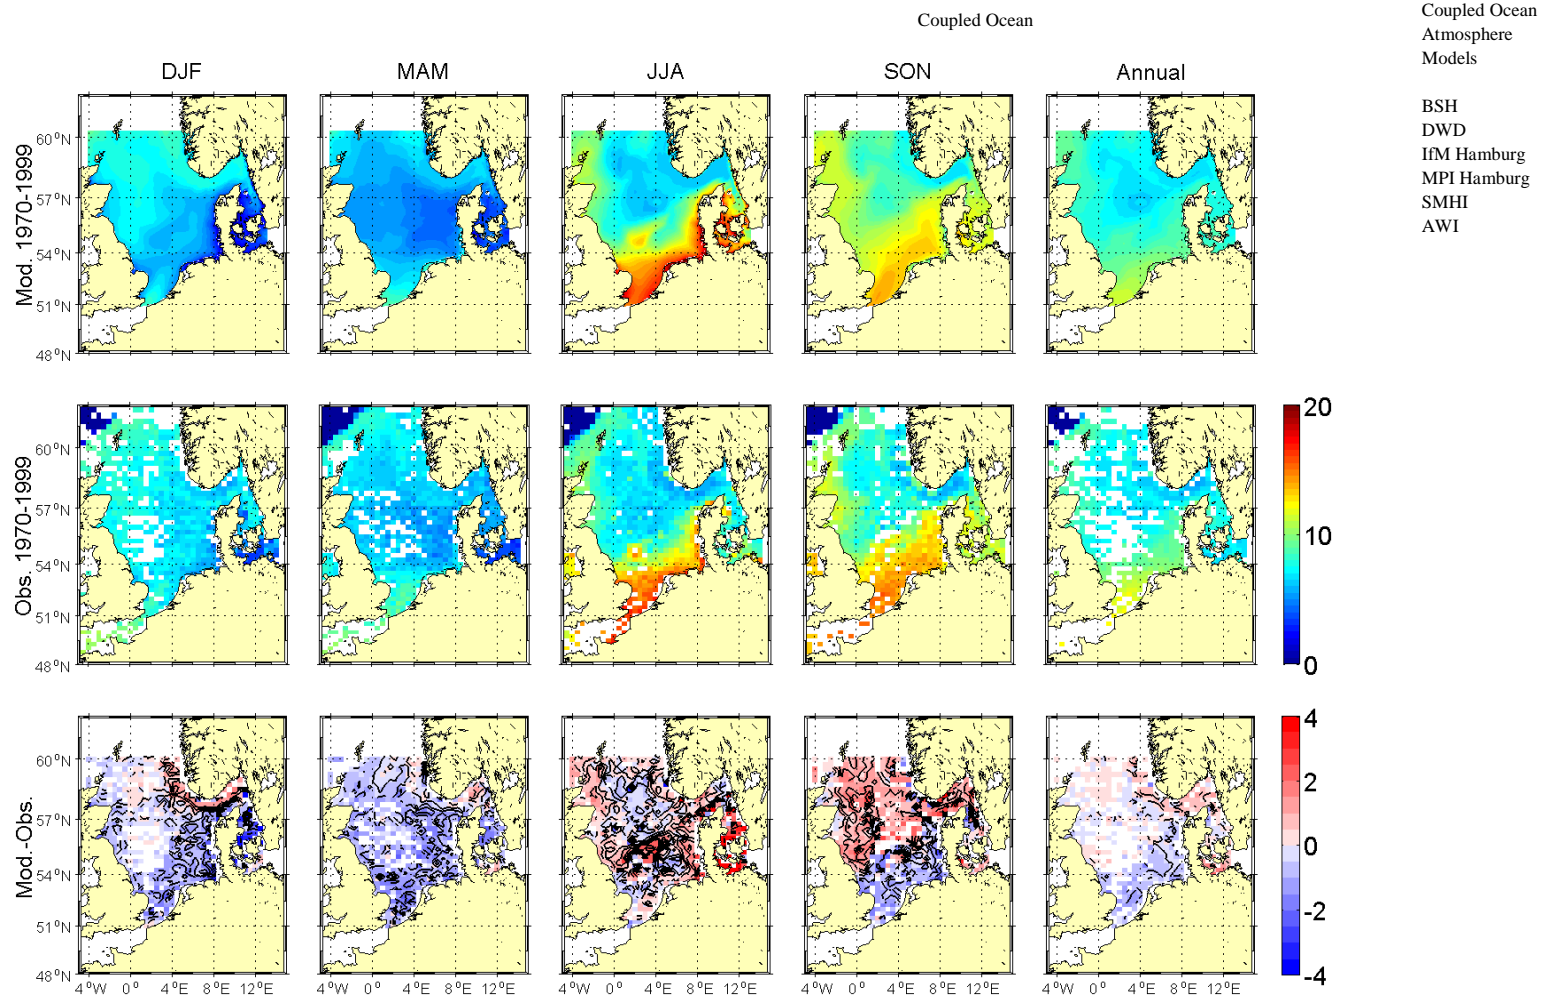 Coupled Ocean
Coupled Ocean
Atmosphere
Models
BSH
DWD
IfM Hamburg
MPI Hamburg
SMHI
AWI
DJF MAM JJA SON Annual
Mod. 1970-1999
60°N
57°N
54°N
51°N
48°N
Obs. 1970-1999
60°N
57°N
54°N
51°N
48°N
20
10
0
Mod.-Obs.
60°N
57°N
54°N
51°N
48°N
4
2
0
-2
-4
4°W 0° 4°E 8°E 12°E 4°W 0° 4°E 8°E 12°E 4°W 0° 4°E 8°E 12°E 4°W 0° 4°E 8°E 12°E 4°W 0° 4°E 8°E 12°E